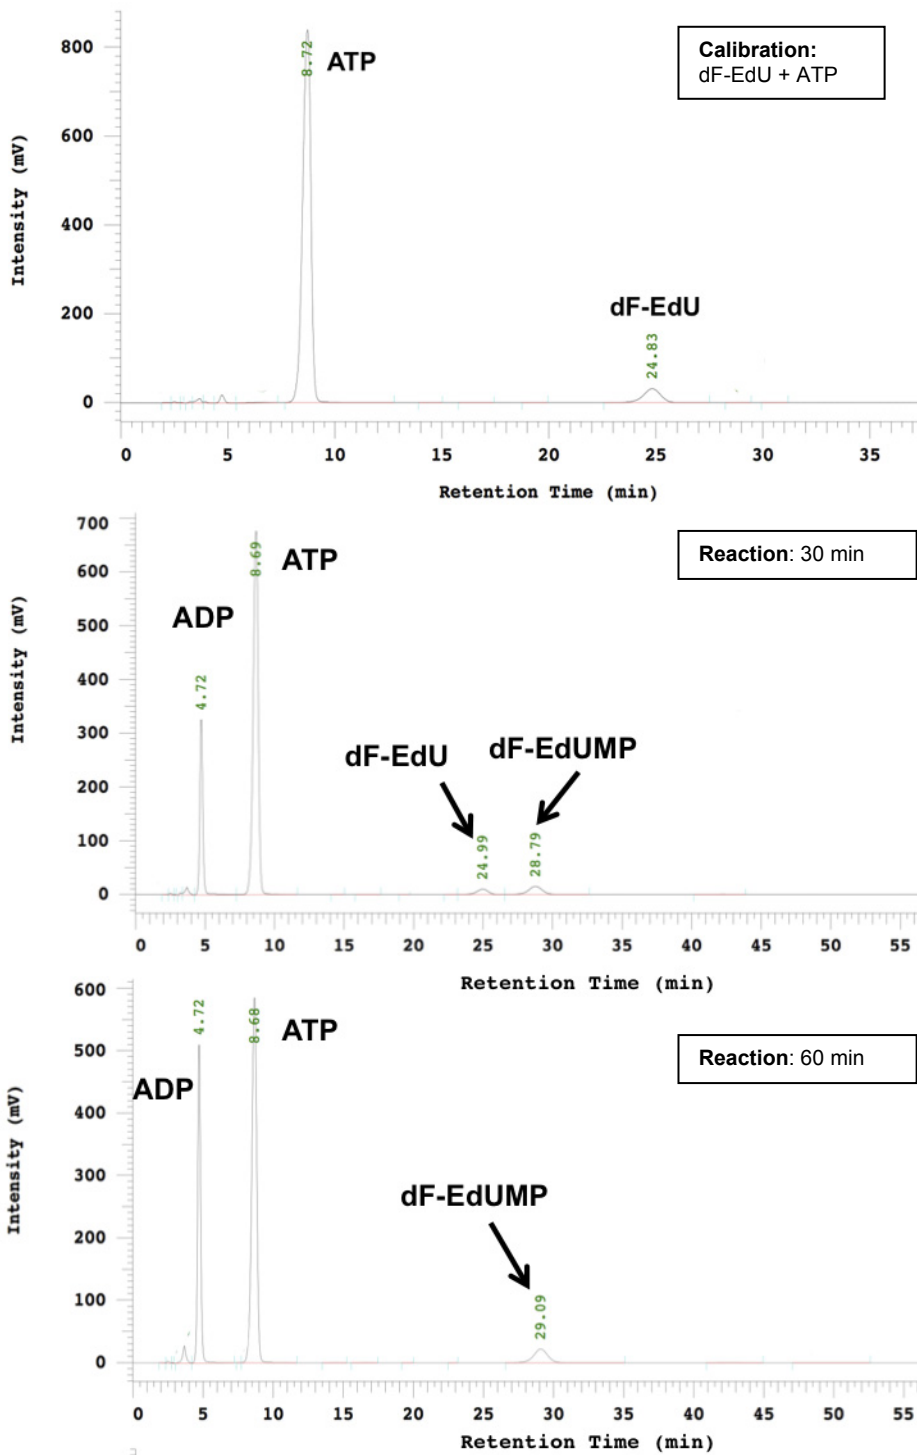 Calibration:
dF-EdU + ATP
800
600
400
200
0
Intensity (mV)
8.72
ATP
dF-EdU
24.83
0 5 10 15 20 25 30 35
Retention Time (min)
Reaction: 30 min
700
600
500
400
300
200
100
0
Intensity (mV)
ADP
4.72
8.69
ATP
dF-EdU
24.99
dF-EdUMP
28.79
0 5 10 15 20 25 30 35 40 45 50 55
Retention Time (min)
Reaction: 60 min
600
500
400
300
200
100
0
Intensity (mV)
ADP
4.72
8.68
ATP
dF-EdUMP
29.09
0 5 10 15 20 25 30 35 40 45 50 55
Retention Time (min)